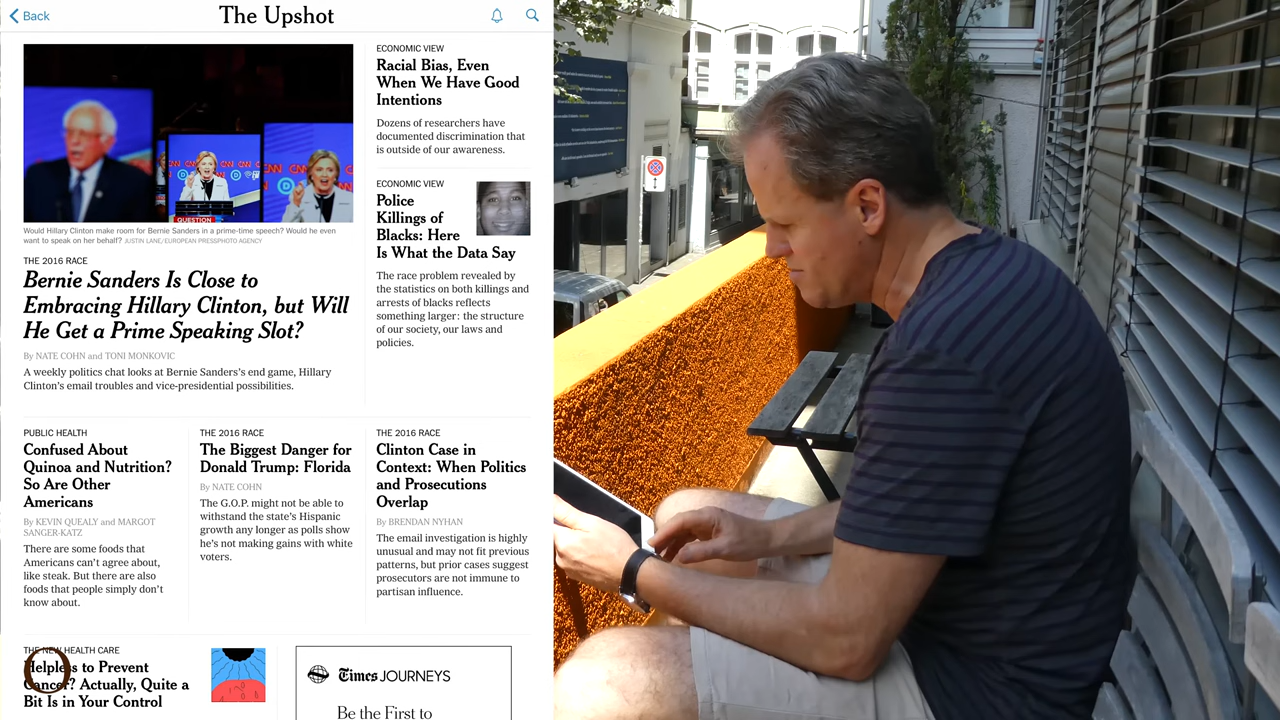 Back
The Upshot
CNN CNN
QUESTION
Would Hillary Clinton make room for Bernie Sanders in a prime-time speech? Would he even
want to speak on her behalf? JUSTIN LANE/EUROPEAN PRESSPHOTO AGENCY
THE 2016 RACE
Bernie Sanders Is Close to
Embracing Hillary Clinton, but Will
He Get a Prime Speaking Slot?
By NATE COHN and TONI MONKOVIC
A weekly politics chat looks at Bernie Sanders's end game, Hillary
Clinton's email troubles and vice-presidential possibilities.
ECONOMIC VIEW
Racial Bias, Even
When We Have Good
Intentions
Dozens of researchers have
documented discrimination that
is outside of our awareness.
ECONOMIC VIEW
Police
Killings of
Blacks: Here
Is What the Data Say
The race problem revealed by
the statistics on both killings and
arrests of blacks reflects
something larger: the structure
of our society, our laws and
policies.
PUBLIC HEALTH
Confused About
Quinoa and Nutrition?
So Are Other
Americans
By KEVIN QUEALY and MARGOT
SANGER-KATZ
There are some foods that
Americans can't agree about,
like steak. But there are also
foods that people simply don't
know about.
THE 2016 RACE
The Biggest Danger for
Donald Trump: Florida
By NATE COHN
The G.O.P. might not be able to
withstand the state's Hispanic
growth any longer as polls show
he's not making gains with white
voters.
THE 2016 RACE
Clinton Case in
Context: When Politics
and Prosecutions
Overlap
By BRENDAN NYHAN
The email investigation is highly
unusual and may not fit previous
patterns, but prior cases suggest
prosecutors are not immune to
partisan influence.
THE NEW HEALTH CARE
Helpless to Prevent
Cancer? Actually, Quite a
Bit Is in Your Control
Times JOURNEYS
Be the First to